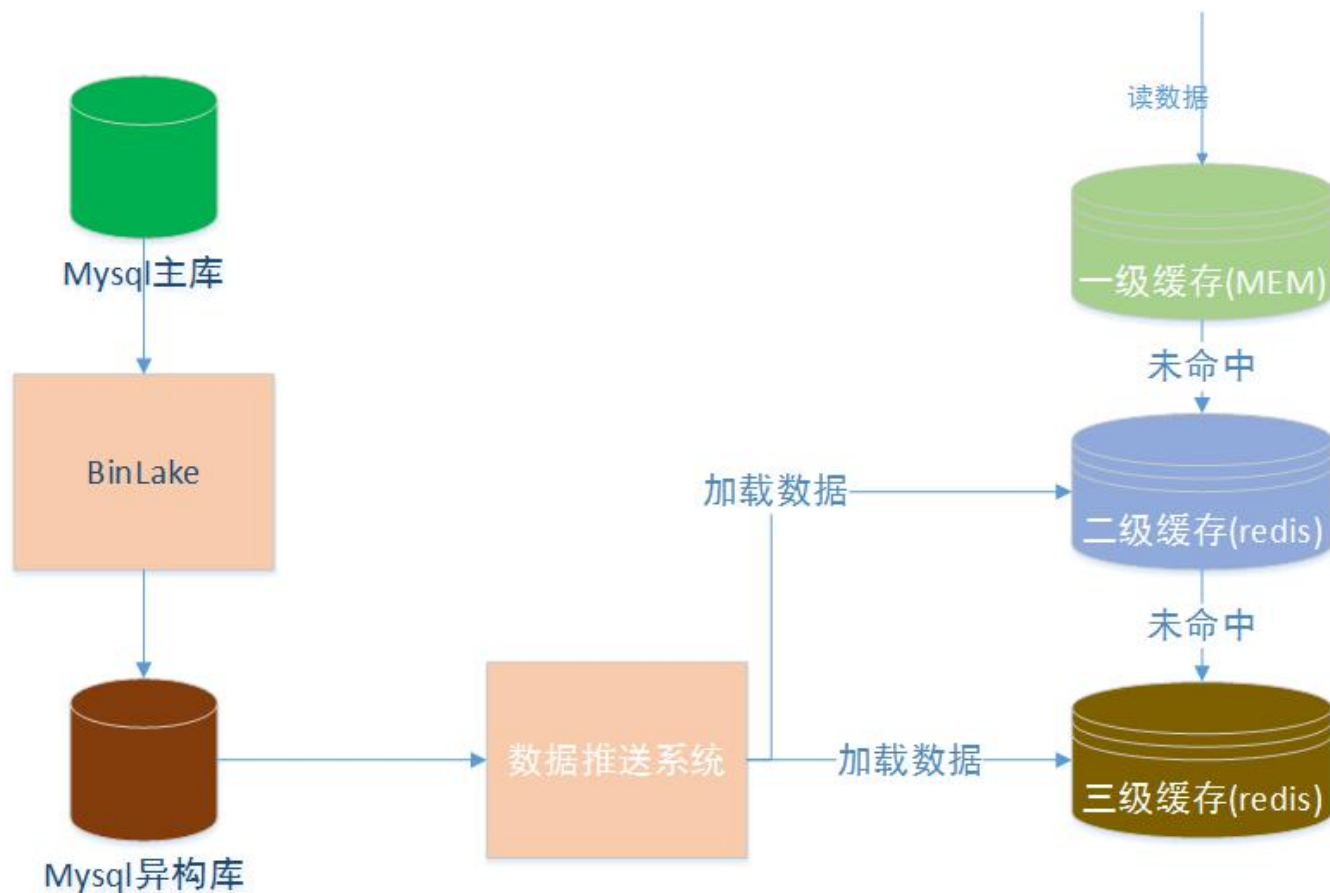 读数据
Mysql主库
一级缓存(MEM)
未命中
BinLake
加载数据
二级缓存(redis)
未命中
数据推送系统
加载数据
三级缓存(redis)
Mysql异构库